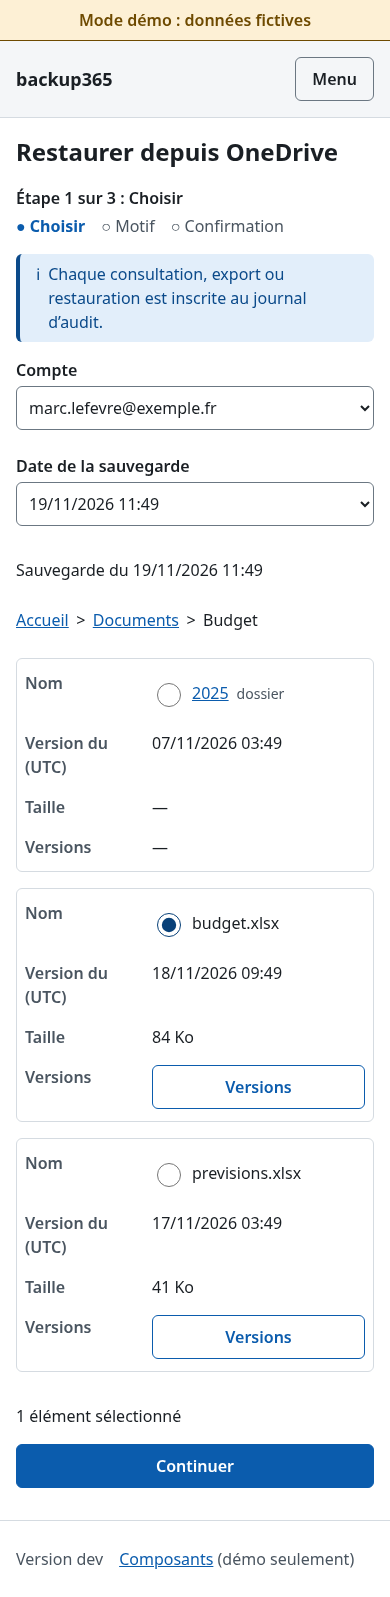 Mode démo : données fictives
backup365
Menu
Restaurer depuis OneDrive
Étape 1 sur 3 : Choisir
● Choisir ○ Motif ○ Confirmation
i Chaque consultation, export ou
restauration est inscrite au journal
d’audit.
Compte
marc.lefevre@exemple.fr
Date de la sauvegarde
19/11/2026 11:49
Sauvegarde du 19/11/2026 11:49
Accueil > Documents > Budget
Nom 2025 dossier
Version du 07/11/2026 03:49
(UTC)
Taille —
Versions —
Nom budget.xlsx
Version du 18/11/2026 09:49
(UTC)
Taille 84 Ko
Versions Versions
Nom previsions.xlsx
Version du 17/11/2026 03:49
(UTC)
Taille 41 Ko
Versions Versions
1 élément sélectionné
Continuer
Version dev Composants (démo seulement)